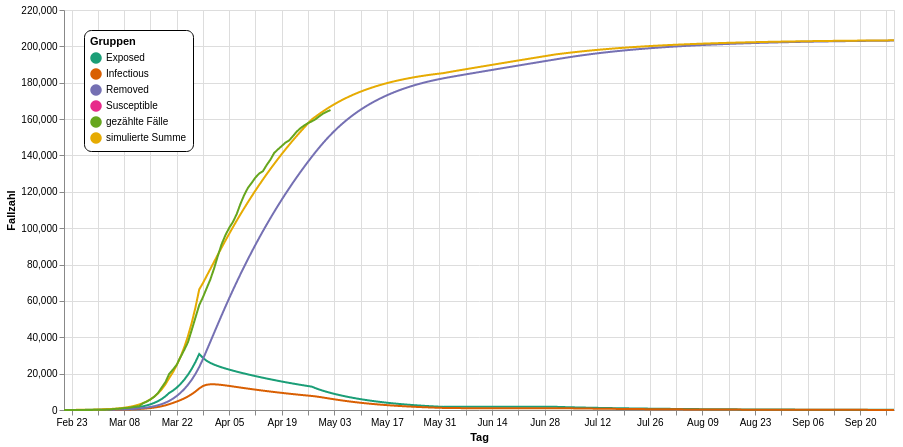 220,000
200,000
180,000
160,000
140,000
120,000
100,000
80,000
60,000
40,000
20,000
0
Fallzahl
Gruppen
Exposed
Infectious
Removed
Susceptible
gezählte Fälle
simulierte Summe
Feb 23 Mar 08 Mar 22 Apr 05 Apr 19 May 03 May 17 May 31 Jun 14 Jun 28 Jul 12 Jul 26 Aug 09 Aug 23 Sep 06 Sep 20
Tag